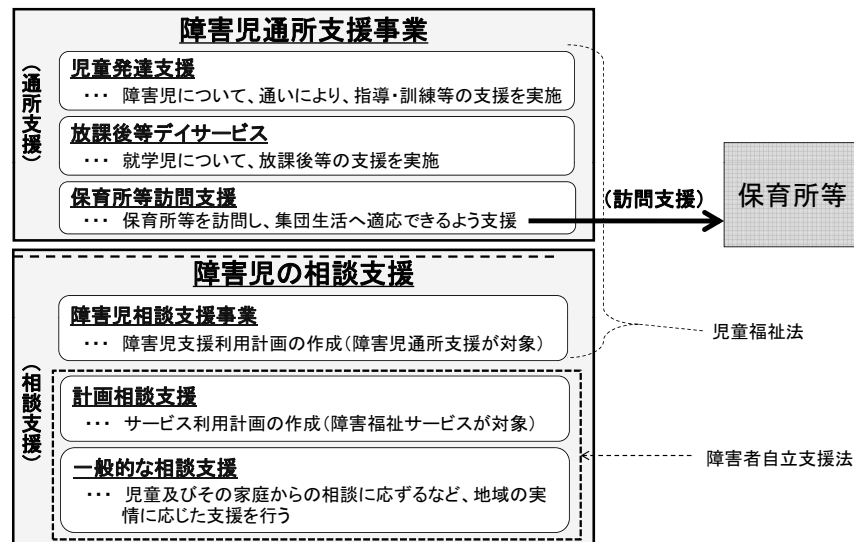 障害児通所支援事業
(通所支援)
児童発達支援
・・・ 障害児について、通いにより、指導・訓練等の支援を実施
放課後等デイサービス
・・・ 就学児について、放課後等の支援を実施
保育所等訪問支援
・・・ 保育所等を訪問し、集団生活へ適応できるよう支援
(訪問支援)
保育所等
障害児の相談支援
(相談支援)
障害児相談支援事業
・・・ 障害児支援利用計画の作成(障害児通所支援が対象)
児童福祉法
計画相談支援
・・・ サービス利用計画の作成(障害福祉サービスが対象)
障害者自立支援法
一般的な相談支援
・・・ 児童及びその家庭からの相談に応ずるなど、地域の実
情に応じた支援を行う